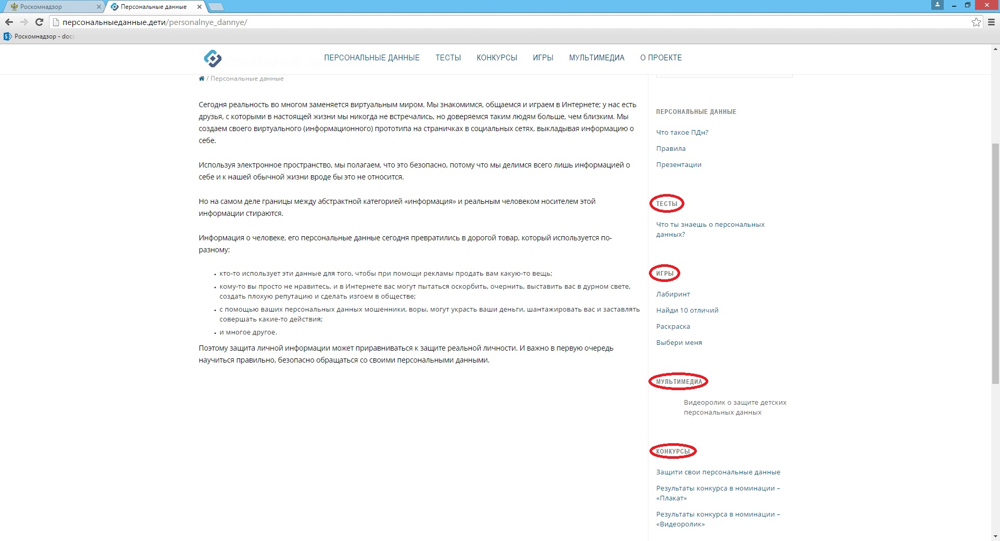 Роскомнадзор
Персональные данные
персональныеданные.дети/personalnye_dannye/
Роскомнадзор - docs
ПЕРСОНАЛЬНЫЕ ДАННЫЕ ТЕСТЫ КОНКУРСЫ ИГРЫ МУЛЬТИМЕДИА О ПРОЕКТЕ
/ Персональные данные
Сегодня реальность во многом заменяется виртуальным миром. Мы знакомимся, общаемся и играем в Интернете; у нас есть
друзья, с которыми в настоящей жизни мы никогда не встречались, но доверяемся таким людям больше, чем близким. Мы
создаем своего виртуального (информационного) прототипа на страничках в социальных сетях, выкладывая информацию о
себе.
Используя электронное пространство, мы полагаем, что это безопасно, потому что мы делимся всего лишь информацией о
себе и к нашей обычной жизни вроде бы это не относится.
Но на самом деле границы между абстрактной категорией «информация» и реальным человеком носителем этой
информации стираются.
Информация о человеке, его персональные данные сегодня превратились в дорогой товар, который используется по-
разному:
• кто-то использует эти данные для того, чтобы при помощи рекламы продать вам какую-то вещь;
• кому-то вы просто не нравитесь, и в Интернете вас могут пытаться оскорбить, очернить, выставить вас в дурном свете,
создать плохую репутацию и сделать изгоем в обществе;
• с помощью ваших персональных данных мошенники, воры, могут украсть ваши деньги, шантажировать вас и заставлять
совершать какие-то действия;
• и многое другое.
Поэтому защита личной информации может приравниваться к защите реальной личности. И важно в первую очередь
научиться правильно, безопасно обращаться со своими персональными данными.
ПЕРСОНАЛЬНЫЕ ДАННЫЕ
Что такое ПДн?
Правила
Презентации
ТЕСТЫ
Что ты знаешь о персональных
данных?
ИГРЫ
Лабиринт
Найди 10 отличий
Раскраска
Выбери меня
МУЛЬТИМЕДИА
Видеоролик о защите детских
персональных данных
КОНКУРСЫ
Защити свои персональные данные
Результаты конкурса в номинации –
«Плакат»
Результаты конкурса в номинации –
«Видеоролик»